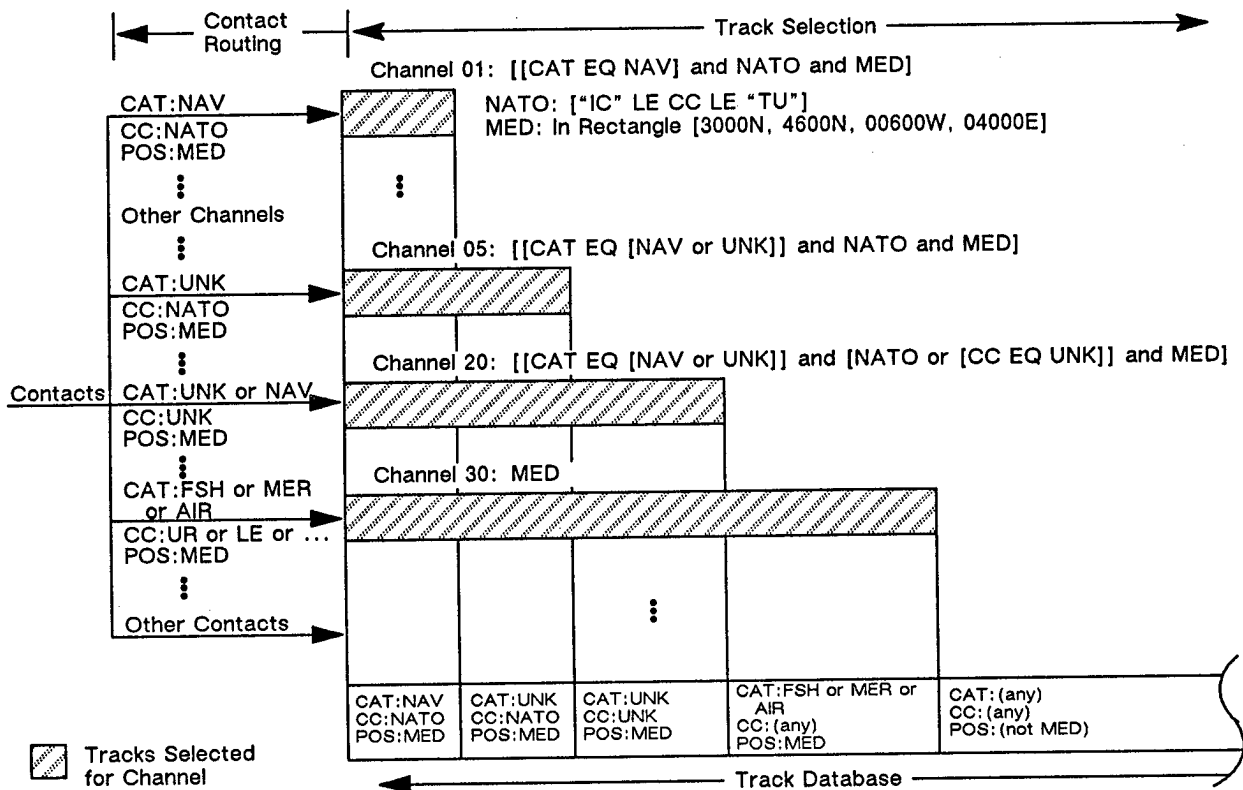 Contact
Routing
Track Selection
Channel 01: [[CAT EQ NAV] and NATO and MED]
CAT:NAV
CC:NATO
POS:MED
NATO: ["IC" LE CC LE "TU"]
MED: In Rectangle [3000N, 4600N, 00600W, 04000E]
Other Channels
Channel 05: [[CAT EQ [NAV or UNK]] and NATO and MED]
CAT:UNK
CC:NATO
POS:MED
Channel 20: [[CAT EQ [NAV or UNK]] and [NATO or [CC EQ UNK]] and MED]
Contacts
CAT:UNK or NAV
CC:UNK
POS:MED
Channel 30: MED
CAT:FSH or MER
or AIR
CC:UR or LE or ...
POS:MED
Other Contacts
CAT:NAV
CC:NATO
POS:MED
CAT:UNK
CC:NATO
POS:MED
CAT:UNK
CC:UNK
POS:MED
CAT:FSH or MER or
AIR
CC:(any)
POS:MED
CAT:(any)
CC:(any)
POS:(not MED)
Tracks Selected
for Channel
Track Database